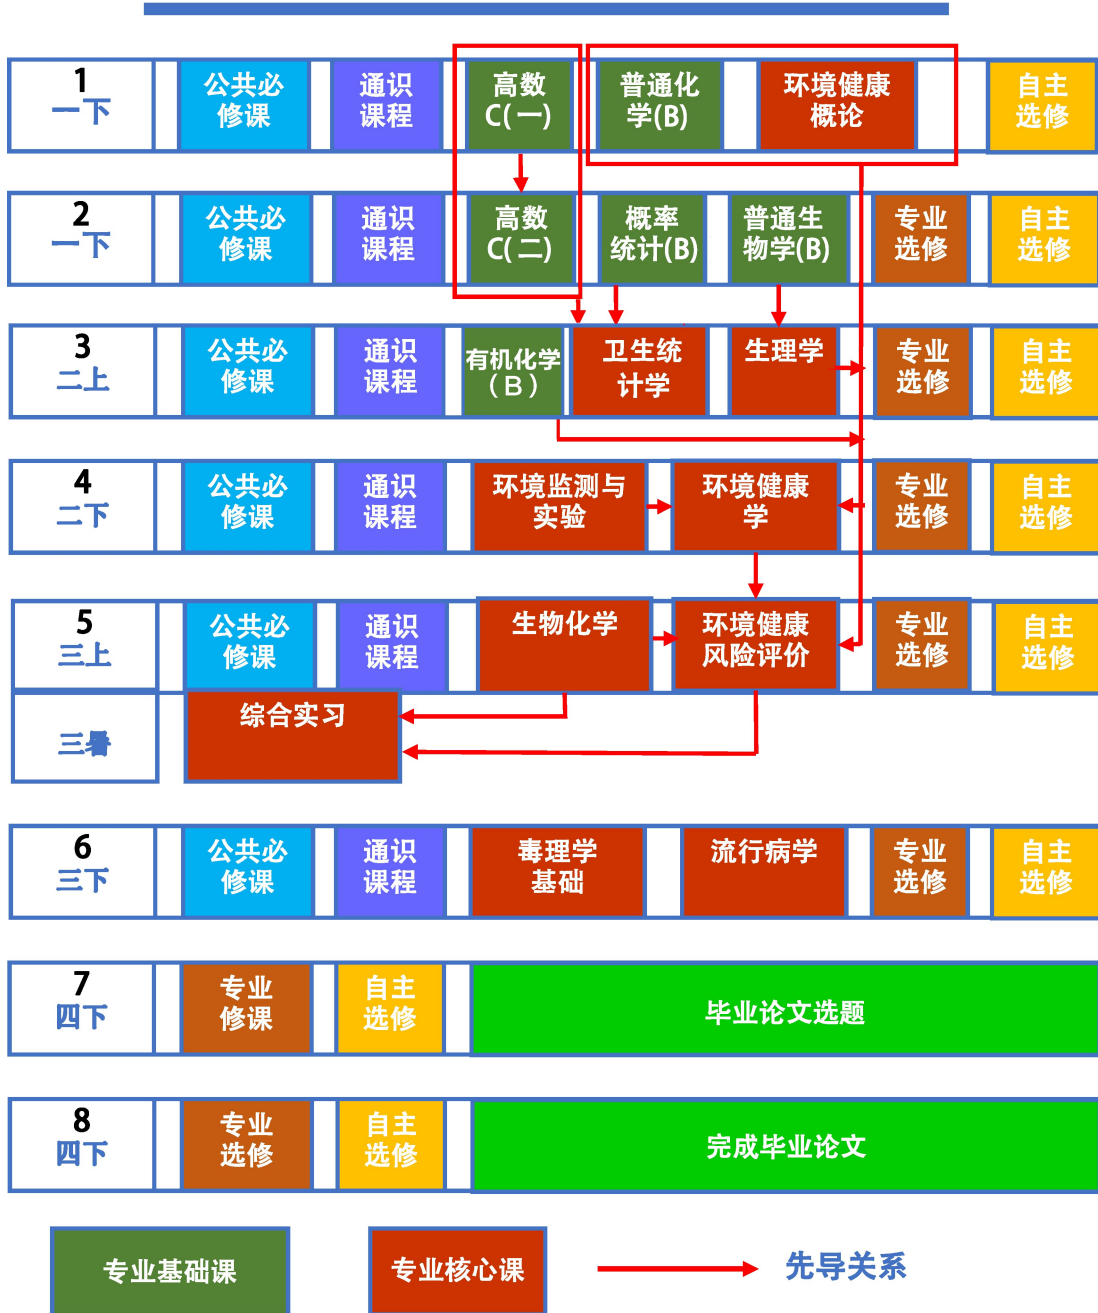 1
一下
公共必
修课
通识
课程
高数
C(一)
普通化
学(B)
环境健康
概论
自主
选修
2
一下
公共必
修课
通识
课程
高数
C(二)
概率
统计(B)
普通生
物学(B)
专业
选修
自主
选修
3
二上
公共必
修课
通识
课程
有机化学
（B）
卫生统
计学
生理学
专业
选修
自主
选修
4
二下
公共必
修课
通识
课程
环境监测与
实验
环境健康
学
专业
选修
自主
选修
5
三上
公共必
修课
通识
课程
生物化学
环境健康
风险评价
专业
选修
自主
选修
三暑
综合实习
6
三下
公共必
修课
通识
课程
毒理学
基础
流行病学
专业
选修
自主
选修
7
四下
专业
修课
自主
选修
毕业论文选题
8
四下
专业
选修
自主
选修
完成毕业论文
专业基础课
专业核心课
先导关系